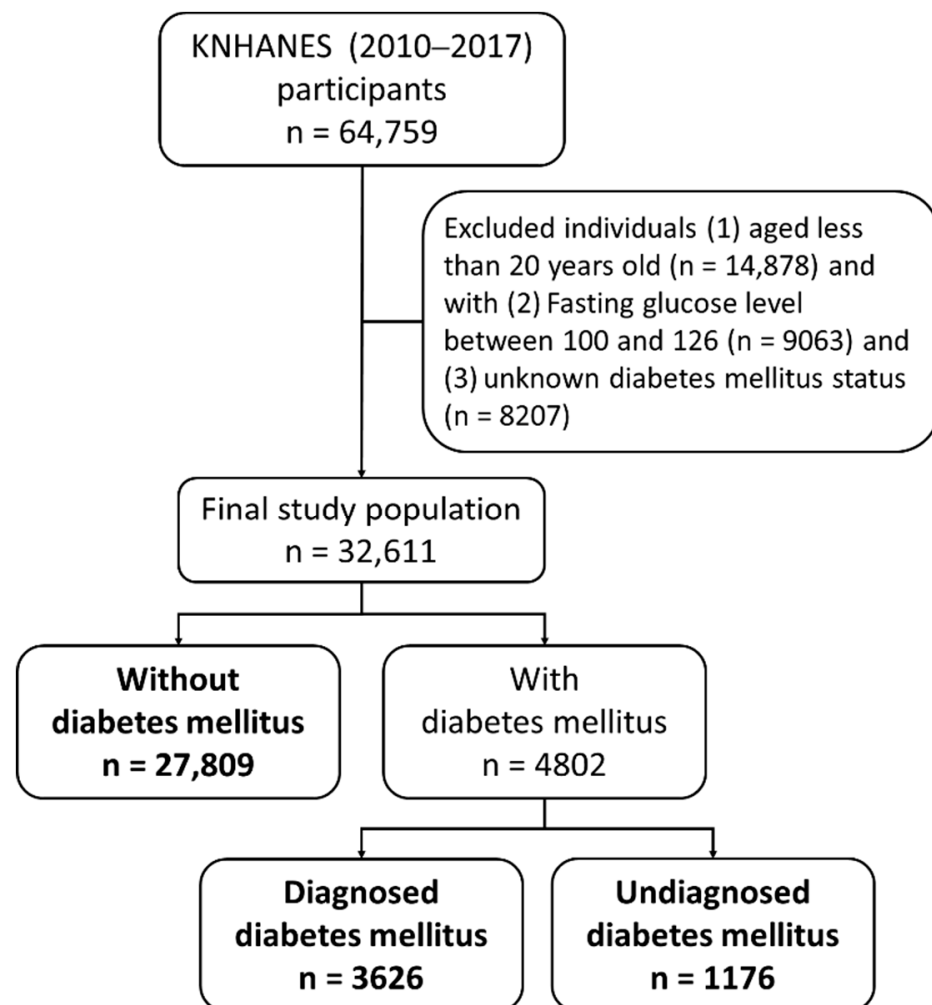 KNHANES (2010–2017)
participants
n = 64,759
Excluded individuals (1) aged less
than 20 years old (n = 14,878) and
with (2) Fasting glucose level
between 100 and 126 (n = 9063) and
(3) unknown diabetes mellitus status
(n = 8207)
Final study population
n = 32,611
Without
diabetes mellitus
n = 27,809
With
diabetes mellitus
n = 4802
Diagnosed
diabetes mellitus
n = 3626
Undiagnosed
diabetes mellitus
n = 1176